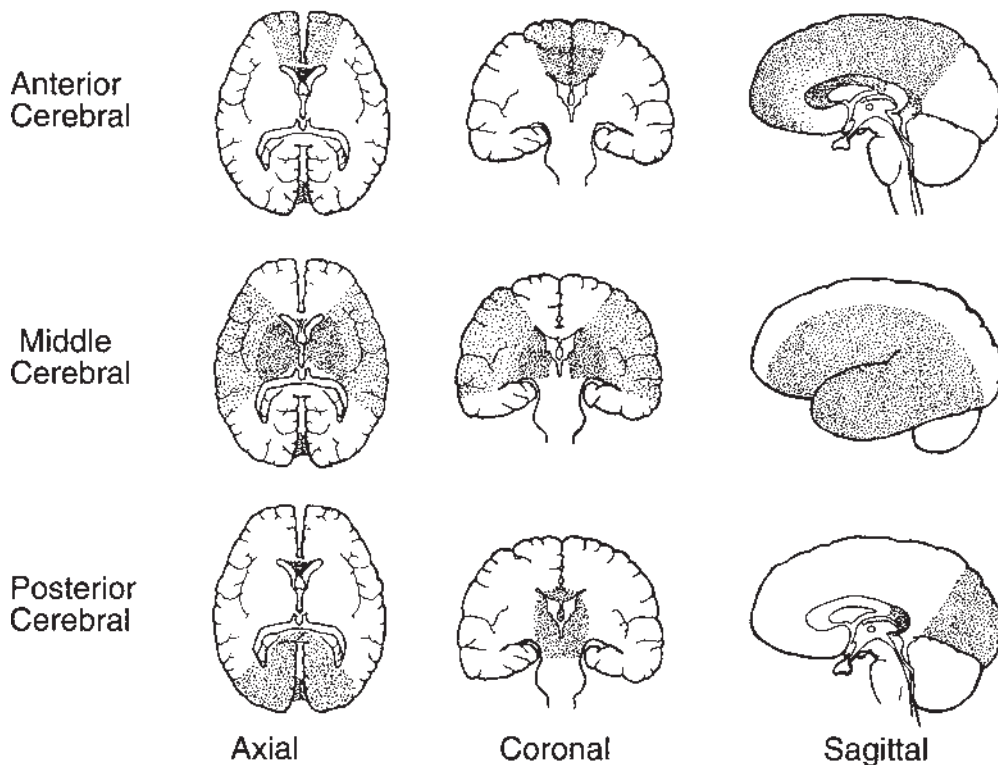 Anterior
Cerebral
Middle
Cerebral
Posterior
Cerebral
Axial
Coronal
Sagittal